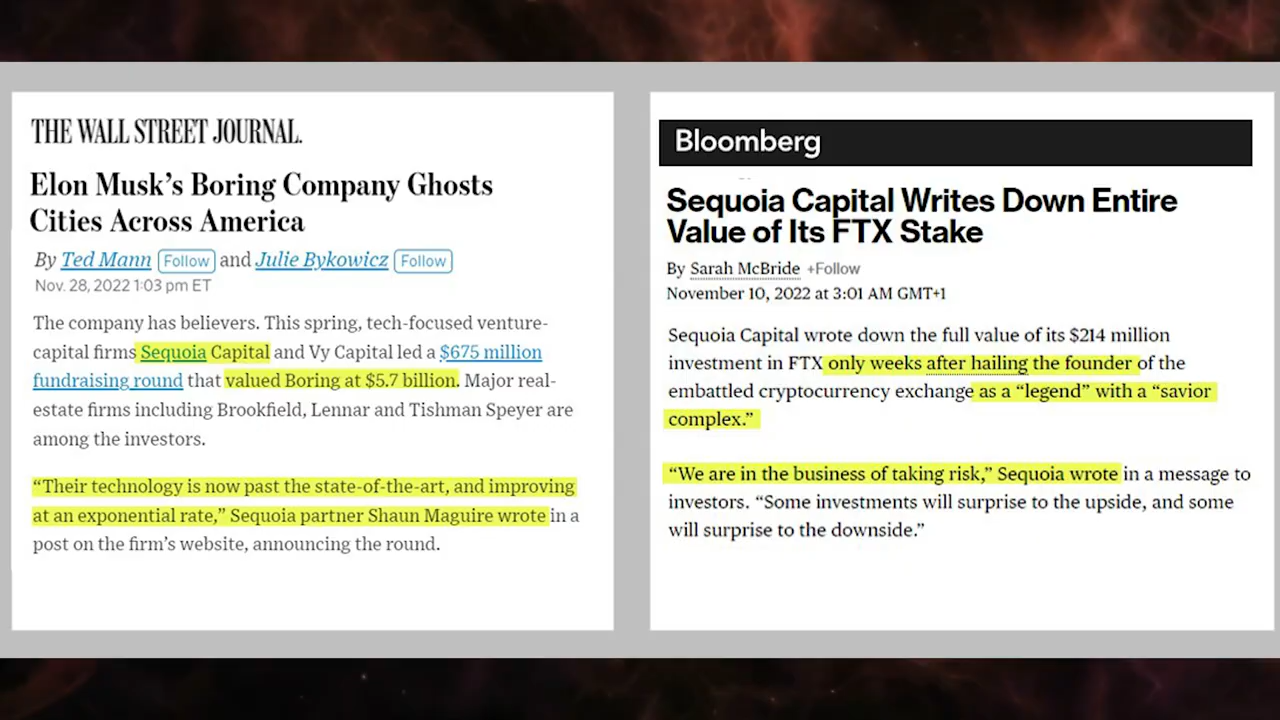 THE WALL STREET JOURNAL.
Elon Musk's Boring Company Ghosts
Cities Across America
By Ted Mann Follow and Julie Bykowicz Follow
Nov. 28, 2022 1:03 pm ET
The company has believers. This spring, tech-focused venture-
capital firms Sequoia Capital and Vy Capital led a $675 million
fundraising round that valued Boring at $5.7 billion. Major real-
estate firms including Brookfield, Lennar and Tishman Speyer are
among the investors.
“Their technology is now past the state-of-the-art, and improving
at an exponential rate,” Sequoia partner Shaun Maguire wrote in a
post on the firm’s website, announcing the round.
Bloomberg
Sequoia Capital Writes Down Entire
Value of Its FTX Stake
By Sarah McBride +Follow
November 10, 2022 at 3:01 AM GMT+1
Sequoia Capital wrote down the full value of its $214 million
investment in FTX only weeks after hailing the founder of the
embattled cryptocurrency exchange as a “legend” with a “savior
complex.”
“We are in the business of taking risk,” Sequoia wrote in a message to
investors. “Some investments will surprise to the upside, and some
will surprise to the downside.”